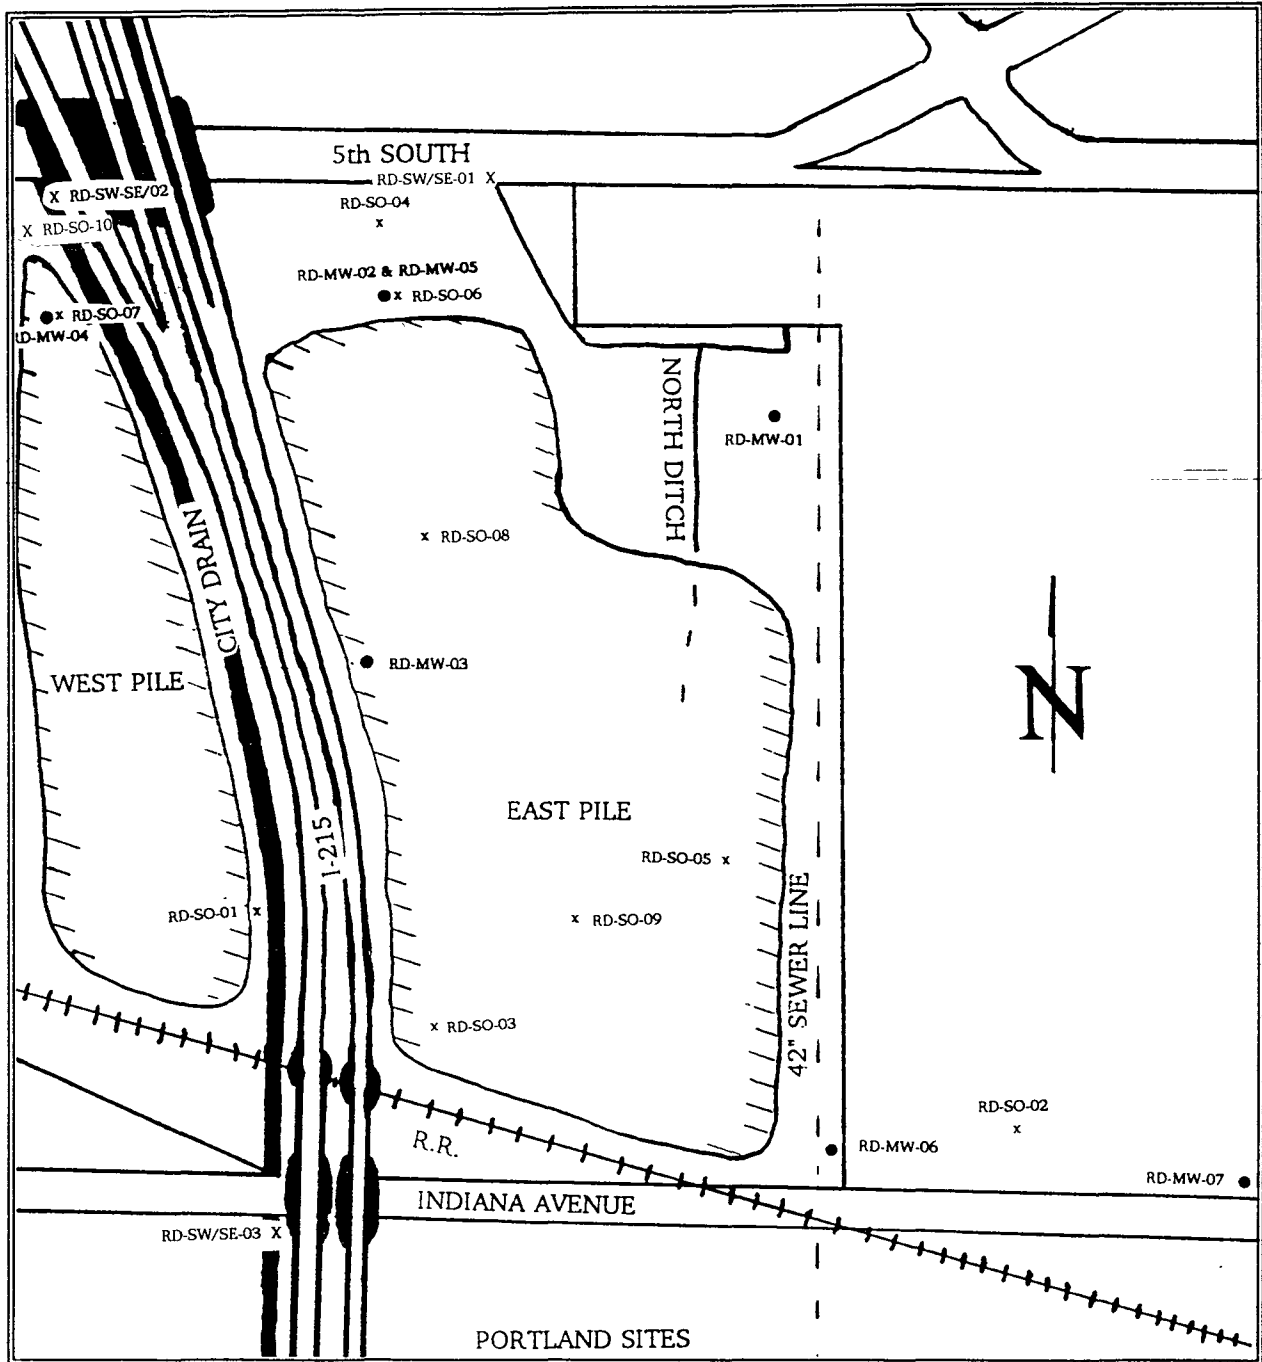 5th SOUTH
RD-SW/SE-01 X
X RD-SW-SE/02
RD-SO-04
x
X RD-SO-10
RD-MW-02 & RD-MW-05
x RD-SO-06
x RD-SO-07
RD-MW-04
NORTH DITCH
RD-MW-01
CITY DRAIN
x RD-SO-08
RD-MW-03
WEST PILE
N
EAST PILE
I-215
RD-SO-05 x
42" SEWER LINE
RD-SO-01 x
x RD-SO-09
x RD-SO-03
RD-SO-02
x
R.R.
RD-MW-06
RD-MW-07
INDIANA AVENUE
RD-SW/SE-03 X
PORTLAND SITES